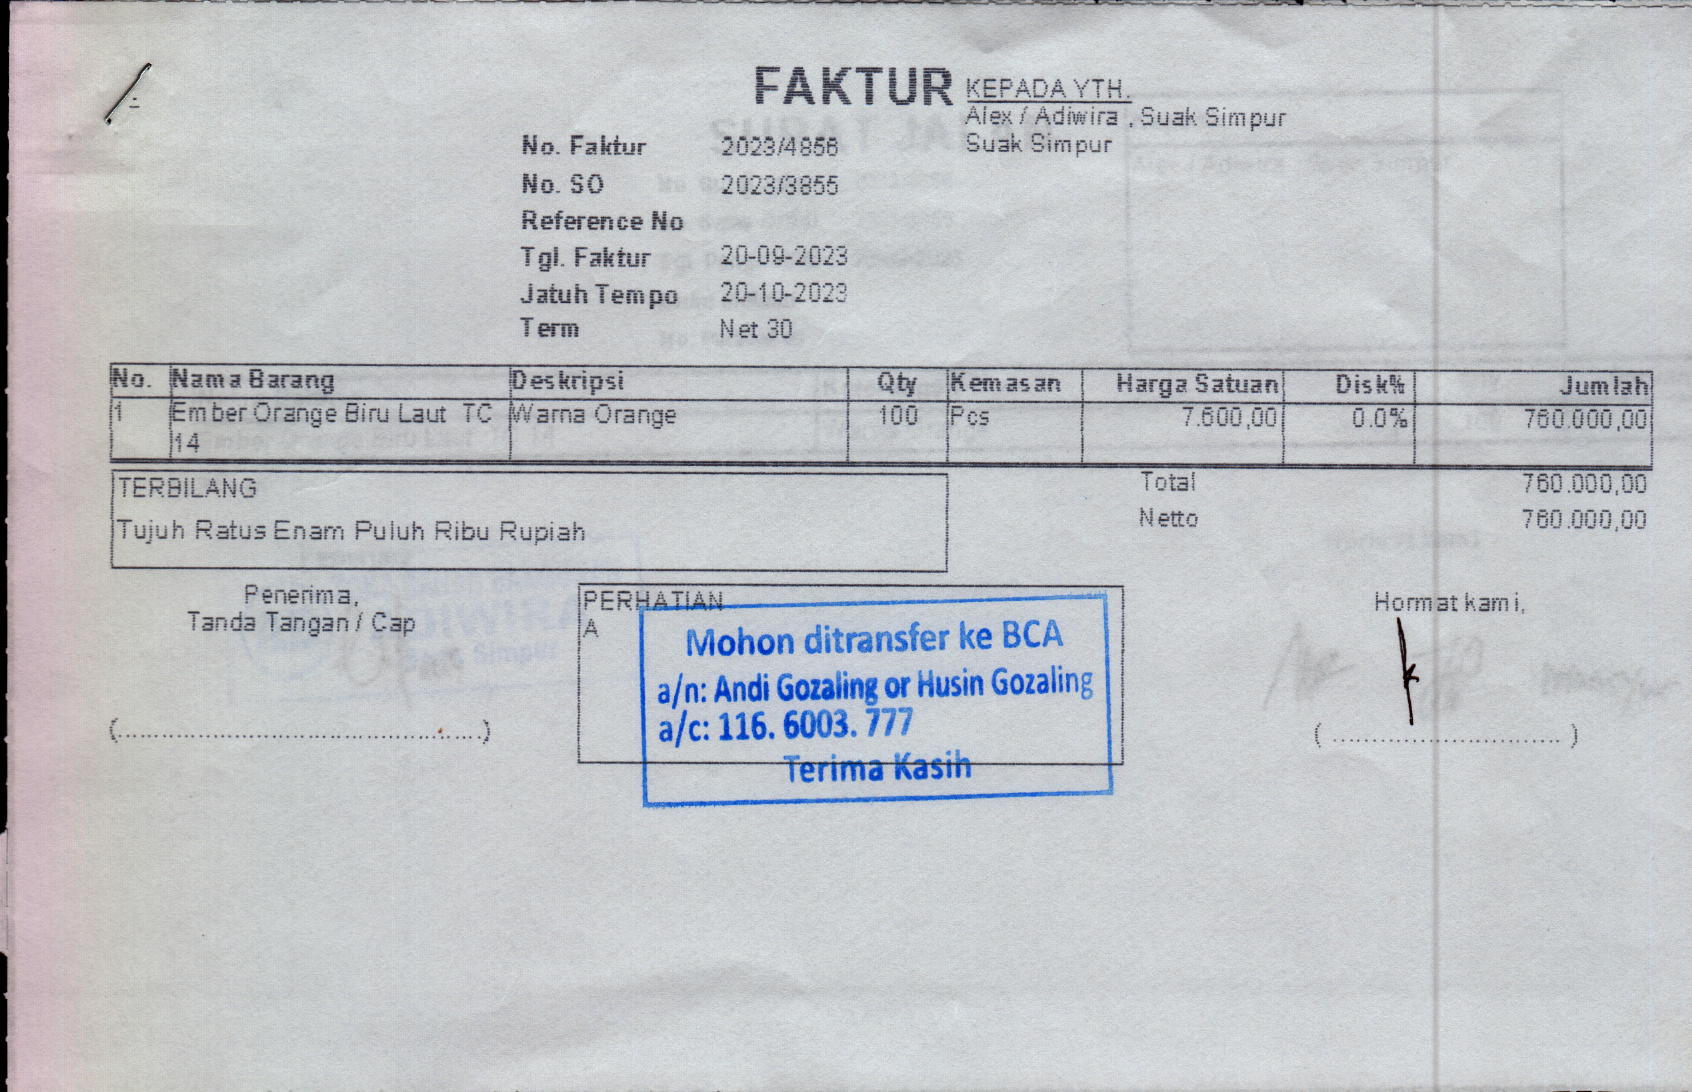 FAKTUR
KEPADA YTH.
Alex / Adiwira , Suak Simpur
Suak Simpur
No. Faktur 2023/4856
No. SO 2023/3855
Reference No
Tgl. Faktur 20-09-2023
Jatuh Tempo 20-10-2023
Term Net 30
No. Nama Barang Deskripsi Qty Kemasan Harga Satuan Disk% Jumlah
1 Ember Orange Biru Laut TC Warna Orange 100 Pcs 7.600,00 0.0% 760.000,00
14
TERBILANG
Tujuh Ratus Enam Puluh Ribu Rupiah
Total 760.000,00
Netto 760.000,00
Penerima,
Tanda Tangan / Cap
PERHATIAN
A
Mohon ditransfer ke BCA
a/n: Andi Gozaling or Husin Gozaling
a/c: 116. 6003. 777
Terima Kasih
Hormat kami,
(..................................................)
( ................................ )